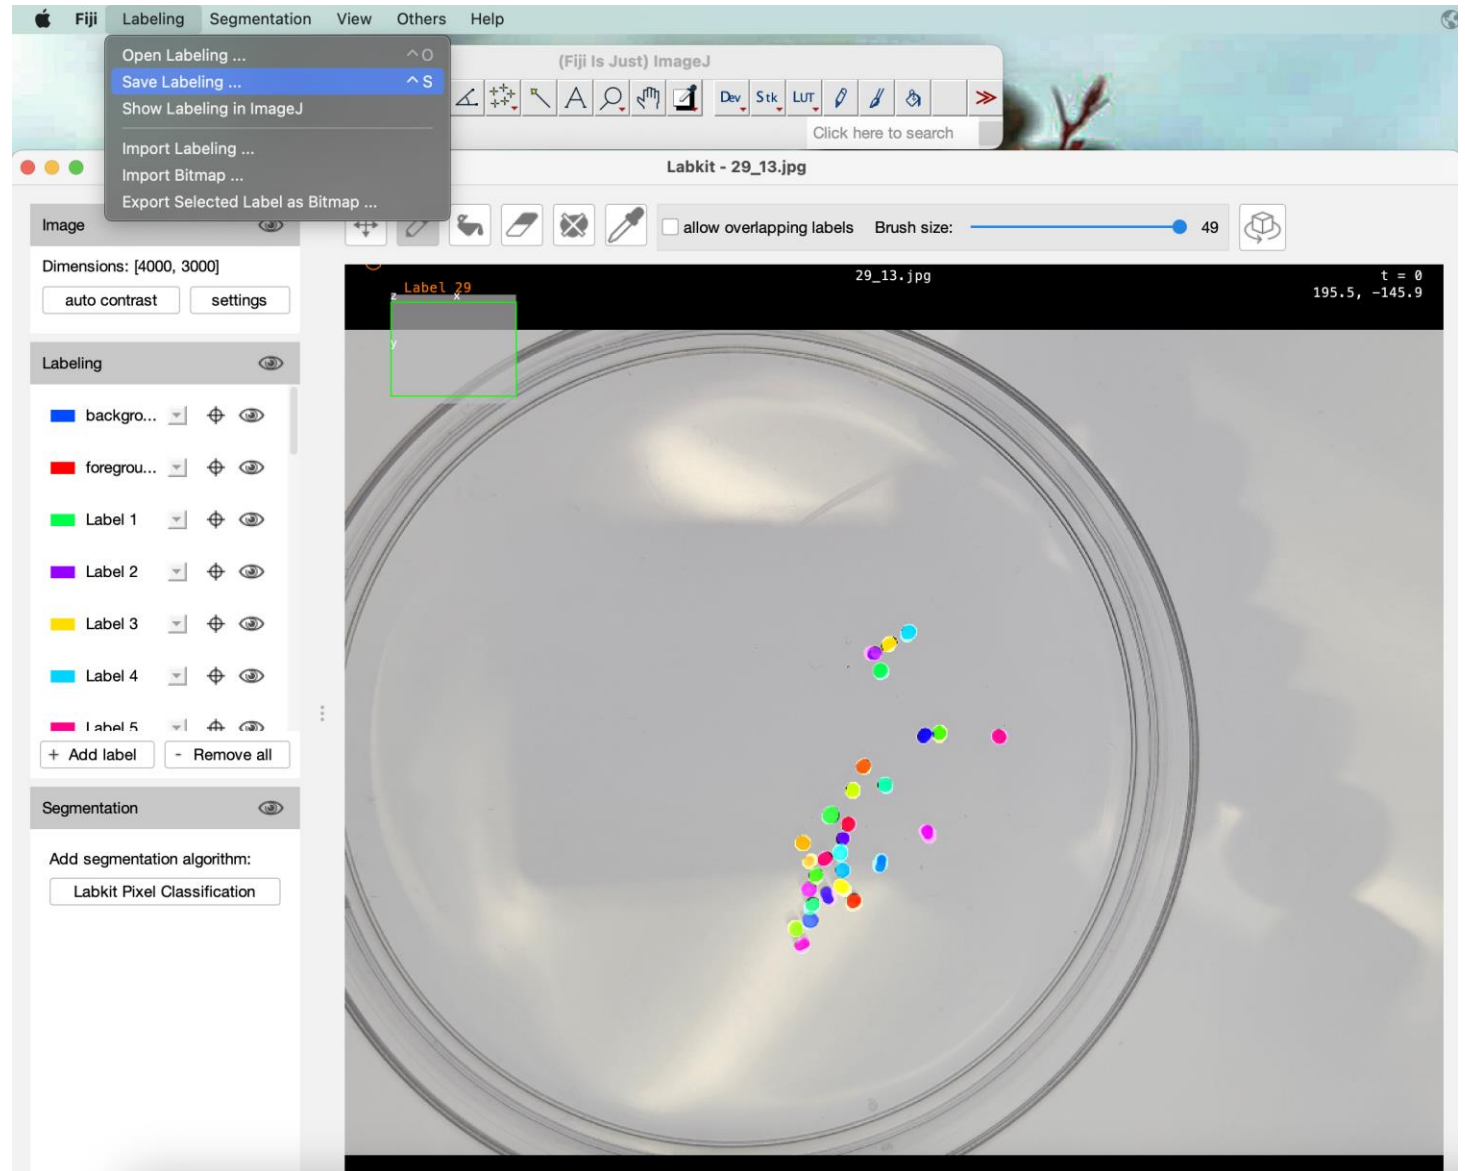 Fiji Labeling Segmentation View Others Help
Open Labeling ... ^ O
Save Labeling ... ^ S
Show Labeling in ImageJ
Import Labeling ...
Import Bitmap ...
Export Selected Label as Bitmap ...
(Fiji Is Just) ImageJ
A Dev Stk LUT >>
Click here to search
Labkit - 29_13.jpg
allow overlapping labels Brush size: 49
Image
Dimensions: [4000, 3000]
auto contrast settings
Labeling
backgro...
foregrou...
Label 1
Label 2
Label 3
Label 4
Label 5
+ Add label - Remove all
Segmentation
Add segmentation algorithm:
Labkit Pixel Classification
Label 29
z x
y
29_13.jpg
t = 0
195.5, -145.9